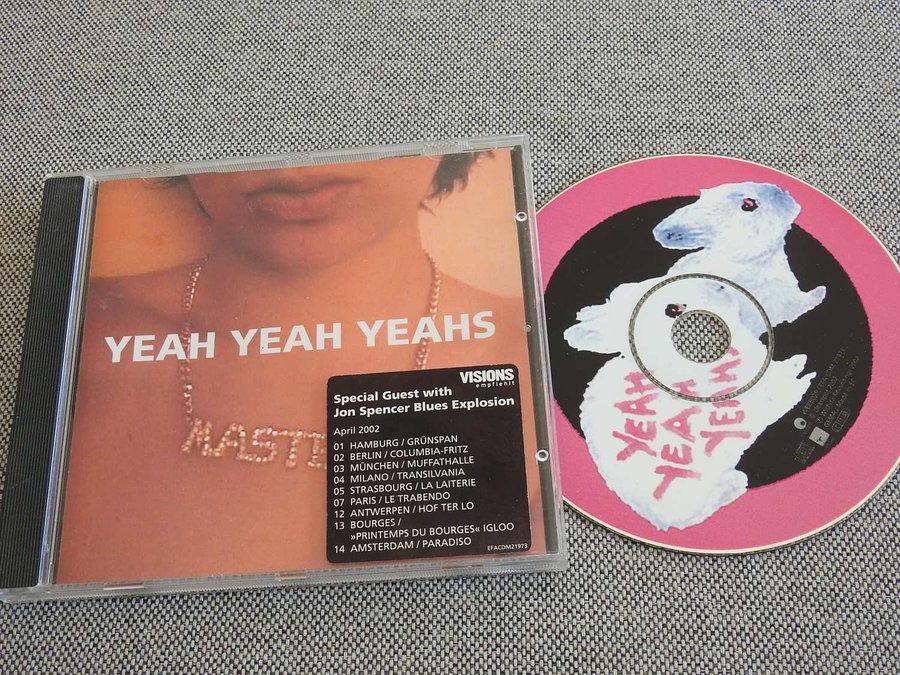 YEAH YEAH YEAHS
MASTE
VISIONS
empfiehlt
Special Guest with
Jon Spencer Blues Explosion
April 2002
01 HAMBURG / GRÜNSPAN
02 BERLIN / COLUMBIA-FRITZ
03 MÜNCHEN / MUFFATHALLE
04 MILANO / TRANSILVANIA
05 STRASBOURG / LA LAITERIE
07 PARIS / LE TRABENDO
12 ANTWERPEN / HOF TER LO
13 BOURGES /
»PRINTEMPS DU BOURGES« IGLOO
14 AMSTERDAM / PARADISO
EFACDM21973
YEAH
YEAH
YEAH